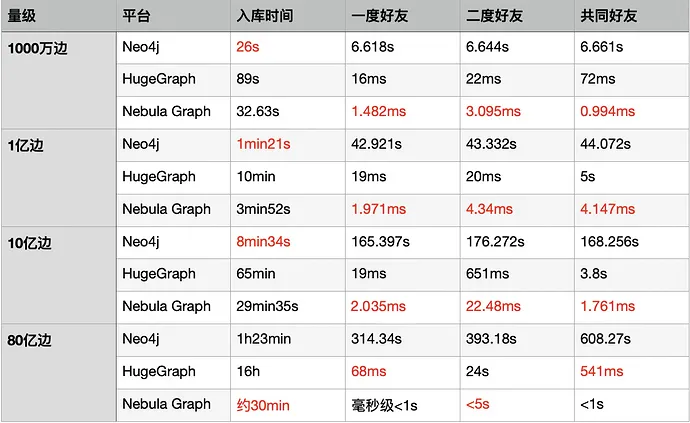 量级 平台 入库时间 一度好友 二度好友 共同好友
1000万边 Neo4j 26s 6.618s 6.644s 6.661s
HugeGraph 89s 16ms 22ms 72ms
Nebula Graph 32.63s 1.482ms 3.095ms 0.994ms
1亿边 Neo4j 1min21s 42.921s 43.332s 44.072s
HugeGraph 10min 19ms 20ms 5s
Nebula Graph 3min52s 1.971ms 4.34ms 4.147ms
10亿边 Neo4j 8min34s 165.397s 176.272s 168.256s
HugeGraph 65min 19ms 651ms 3.8s
Nebula Graph 29min35s 2.035ms 22.48ms 1.761ms
80亿边 Neo4j 1h23min 314.34s 393.18s 608.27s
HugeGraph 16h 68ms 24s 541ms
Nebula Graph 约30min 毫秒级<1s <5s <1s